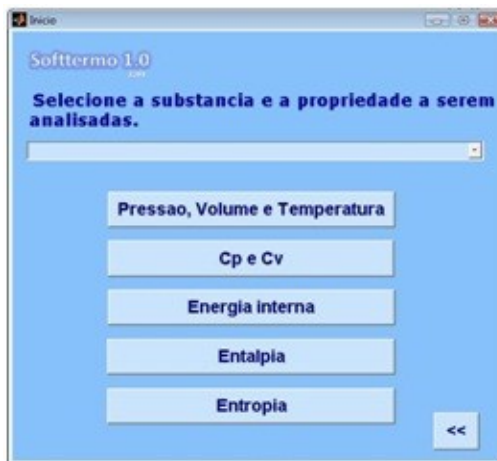 Inicio
Softtermo 1.0
Selecione a substancia e a propriedade a serem
analisadas.
Pressao, Volume e Temperatura
Cp e Cv
Energia interna
Entalpia
Entropia
<<